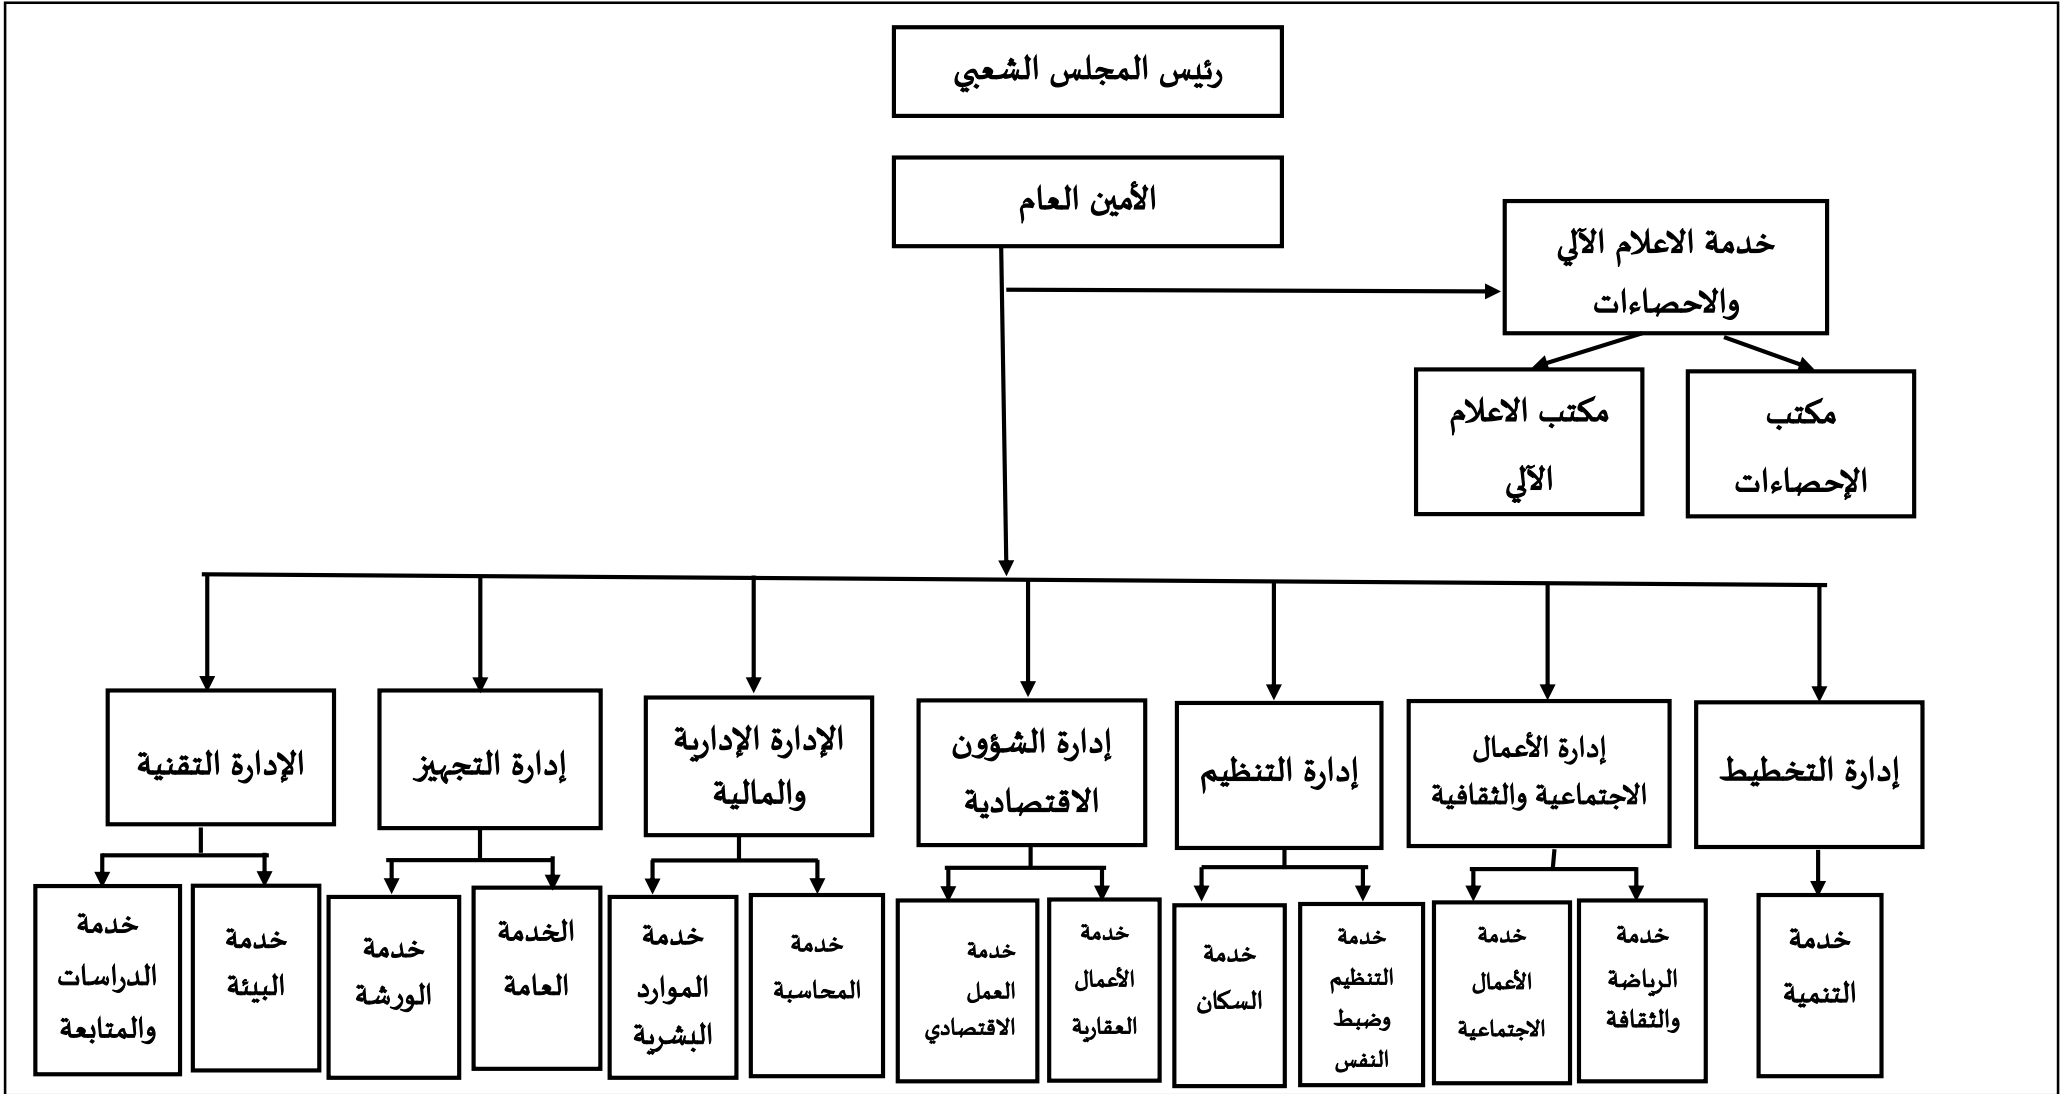 رئيس المجلس الشعبي
الأمين العام
خدمة الاعلام الآلي
والاحصاءات
مكتب
الإحصاءات
مكتب الاعلام
الآلي
إدارة التخطيط
إدارة الأعمال
الاجتماعية والثقافية
إدارة التنظيم
إدارة الشؤون
الاقتصادية
الإدارة الإدارية
والمالية
إدارة التجهيز
الإدارة التقنية
خدمة
التنمية
خدمة
الرياضة
والثقافة
خدمة
الأعمال
الاجتماعية
خدمة
التنظيم
وضبط
النفس
خدمة
السكان
خدمة
الأعمال
العقارية
خدمة
العمل
الاقتصادي
خدمة
المحاسبة
خدمة
الموارد
البشرية
الخدمة
العامة
خدمة
الورشة
خدمة
البيئة
خدمة
الدراسات
والمتابعة